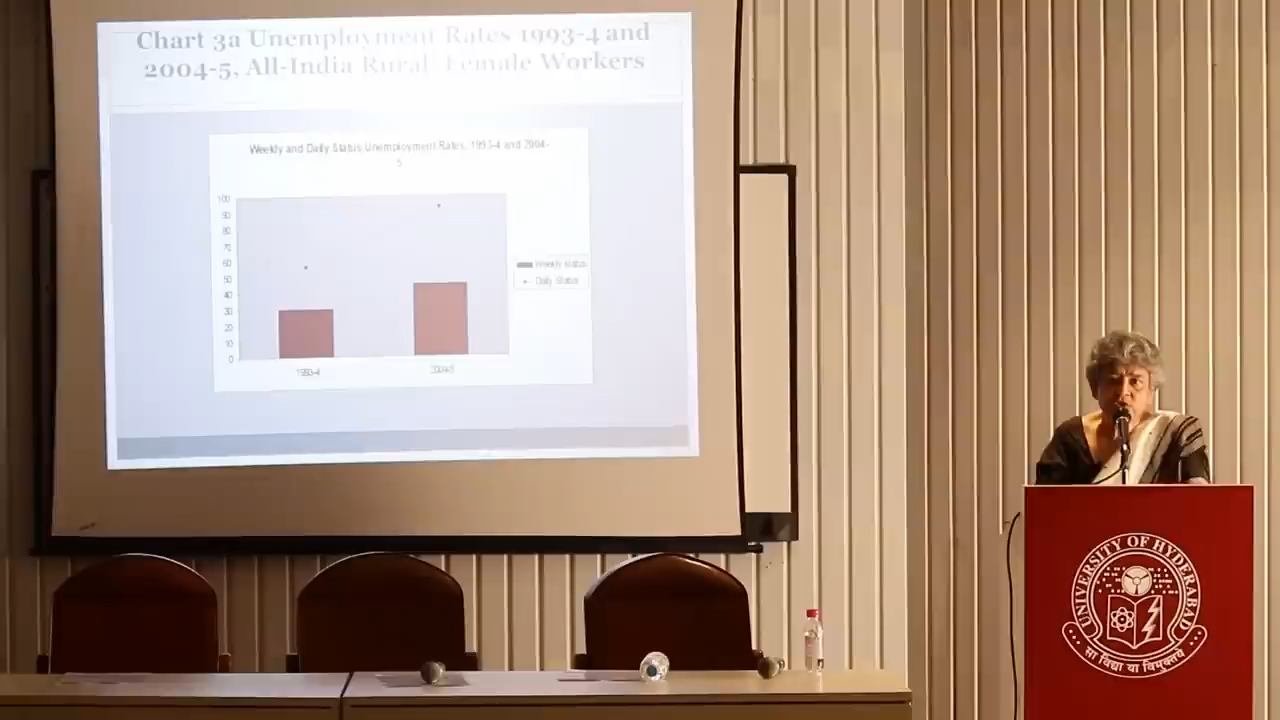 Chart 3a Unemployment Rates 1993-4 and
2004-5, All-India Rural, Female Workers
Weekly and Daily Status Unemployment Rates, 1993-4 and 2004-
5
100
90
80
70
60
50
40
30
20
10
0
1993-4
2004-5
Weekly status
Daily Status
UNIVERSITY OF HYDERABAD
सा विद्या या विमुक्तये